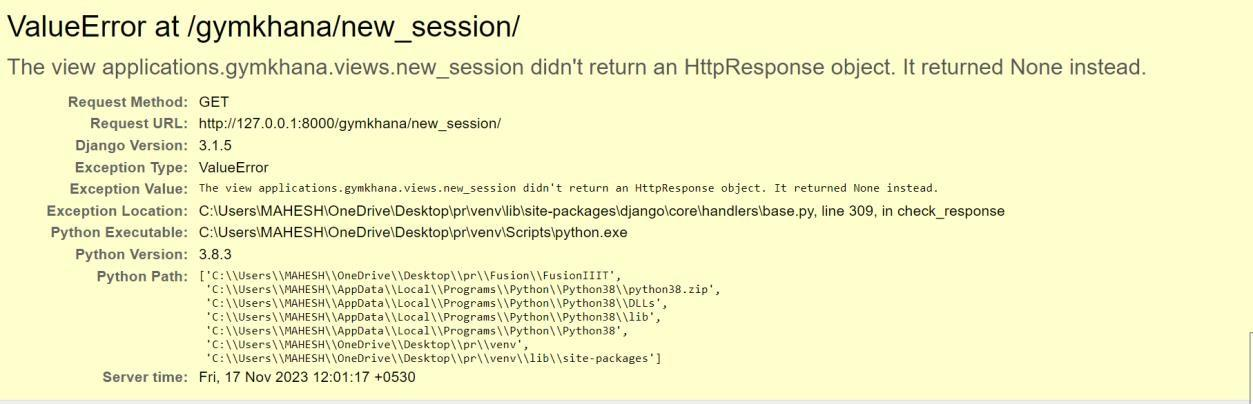 ValueError at /gymkhana/new_session/
The view applications.gymkhana.views.new_session didn't return an HttpResponse object. It returned None instead.
Request Method: GET
Request URL: http://127.0.0.1:8000/gymkhana/new_session/
Django Version: 3.1.5
Exception Type: ValueError
Exception Value: The view applications.gymkhana.views.new_session didn't return an HttpResponse object. It returned None instead.
Exception Location: C:\Users\MAHESH\OneDrive\Desktop\pr\venv\lib\site-packages\django\core\handlers\base.py, line 309, in check_response
Python Executable: C:\Users\MAHESH\OneDrive\Desktop\pr\venv\Scripts\python.exe
Python Version: 3.8.3
Python Path: ['C:\\Users\\MAHESH\\OneDrive\\Desktop\\pr\\Fusion\\FusionIIIT',
'C:\\Users\\MAHESH\\AppData\\Local\\Programs\\Python\\Python38\\python38.zip',
'C:\\Users\\MAHESH\\AppData\\Local\\Programs\\Python\\Python38\\DLLs',
'C:\\Users\\MAHESH\\AppData\\Local\\Programs\\Python\\Python38\\lib',
'C:\\Users\\MAHESH\\AppData\\Local\\Programs\\Python\\Python38',
'C:\\Users\\MAHESH\\OneDrive\\Desktop\\pr\\venv',
'C:\\Users\\MAHESH\\OneDrive\\Desktop\\pr\\venv\\lib\\site-packages']
Server time: Fri, 17 Nov 2023 12:01:17 +0530